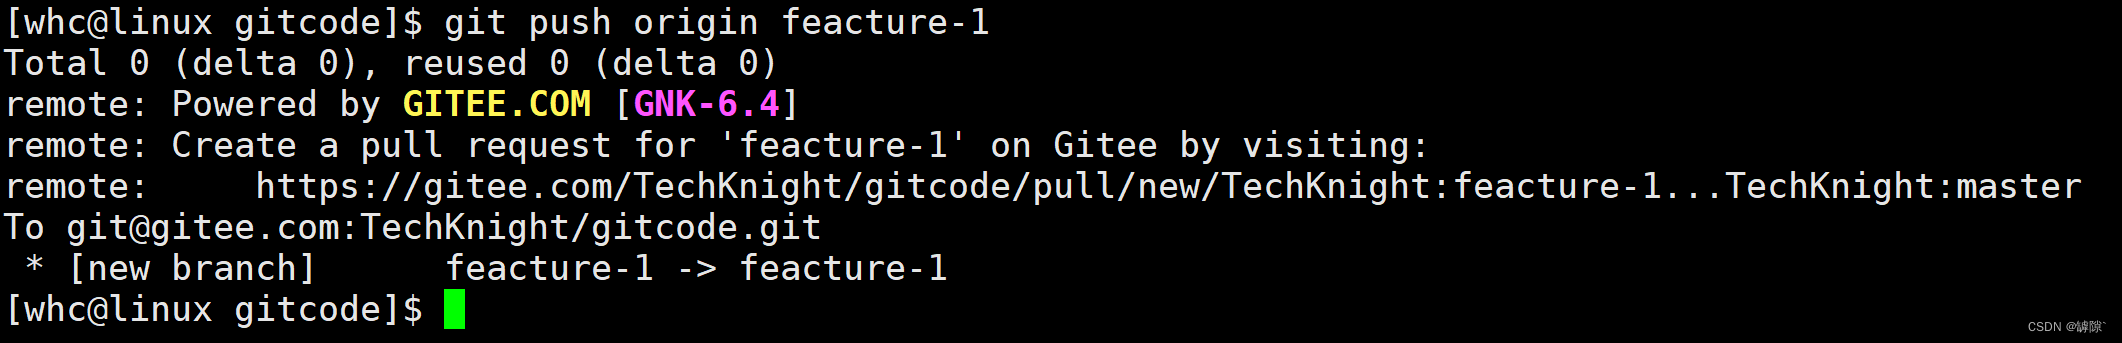 [whc@linux gitcode]$ git push origin feacture-1
Total 0 (delta 0), reused 0 (delta 0)
remote: Powered by GITEE.COM [GNK-6.4]
remote: Create a pull request for 'feacture-1' on Gitee by visiting:
remote:     https://gitee.com/TechKnight/gitcode/pull/new/TechKnight:feacture-1...TechKnight:master
To git@gitee.com:TechKnight/gitcode.git
 * [new branch]      feacture-1 -> feacture-1
[whc@linux gitcode]$
CSDN @罅隙`